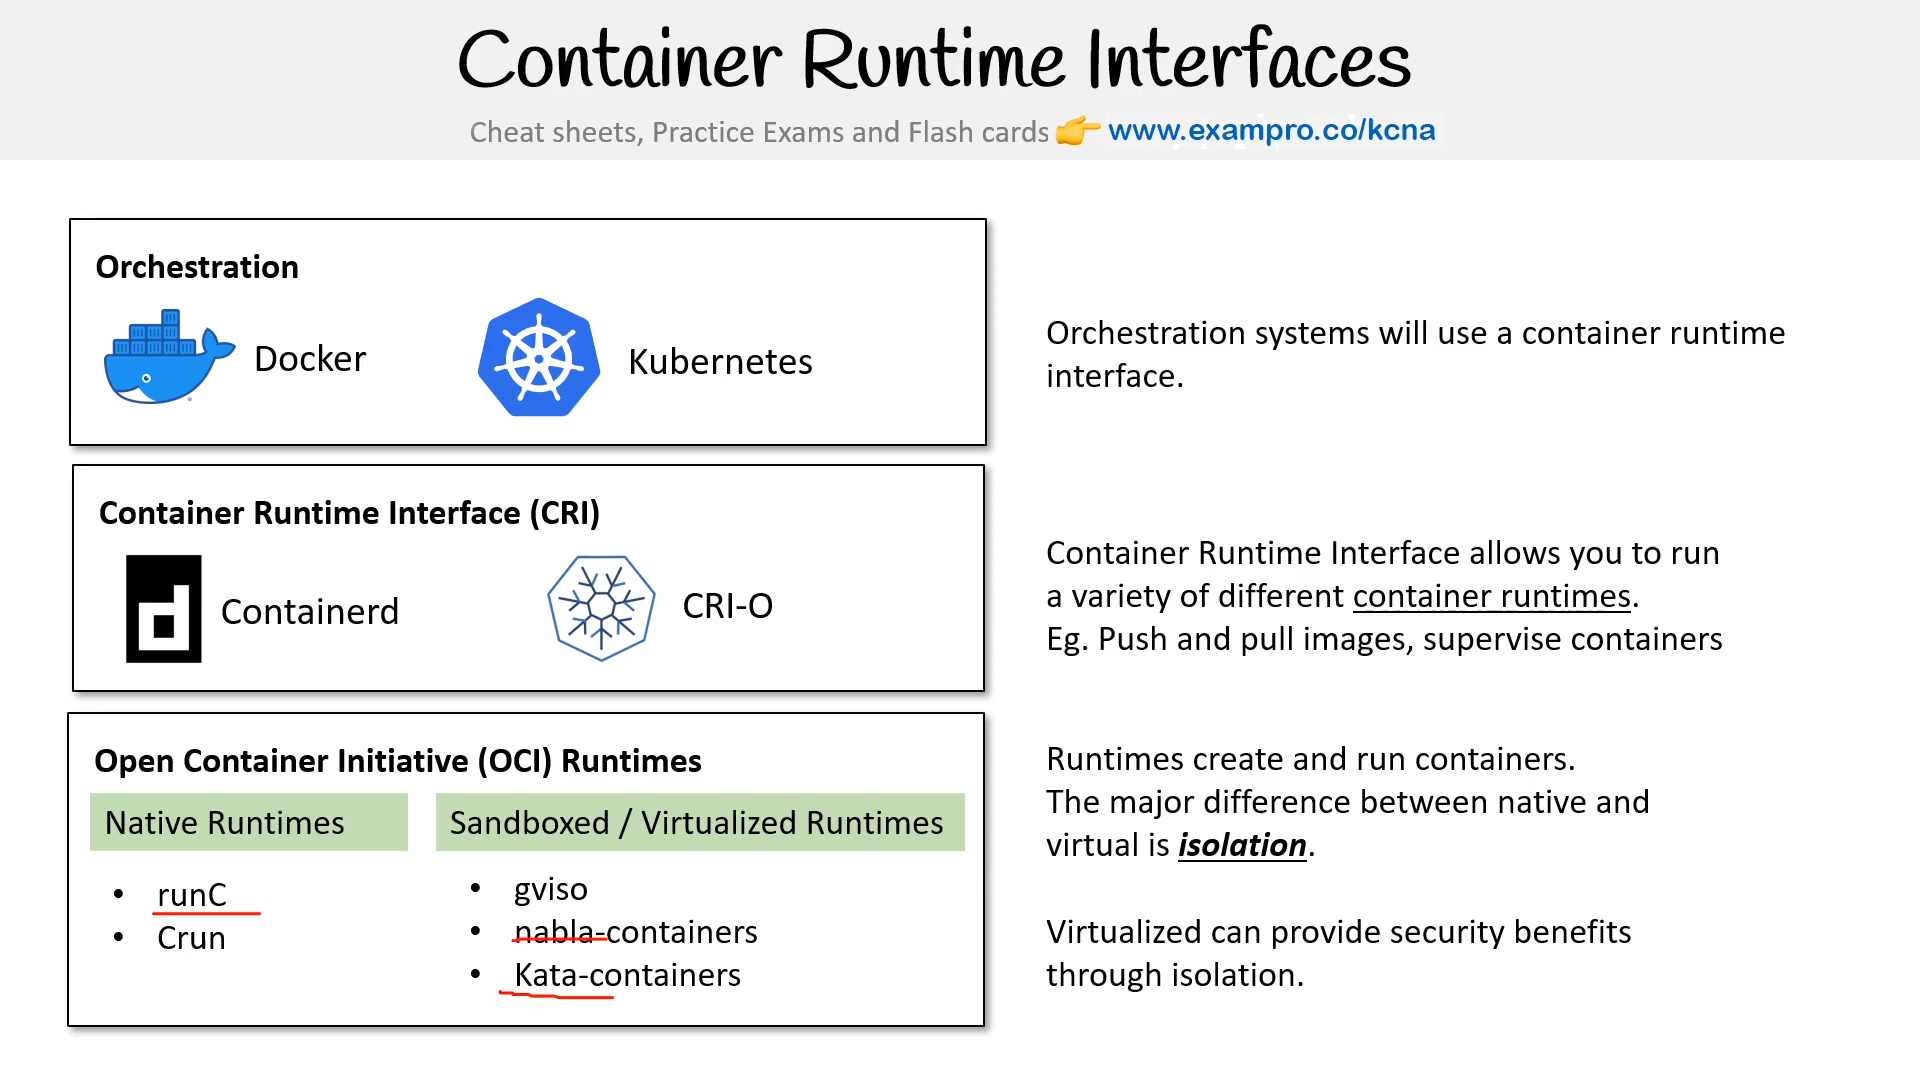 Container Runtime Interfaces
Cheat sheets, Practice Exams and Flash cards www.exampro.co/kcna
Orchestration
Docker
Kubernetes
Orchestration systems will use a container runtime
interface.
Container Runtime Interface (CRI)
Containerd
CRI-O
Container Runtime Interface allows you to run
a variety of different container runtimes.
Eg. Push and pull images, supervise containers
Open Container Initiative (OCI) Runtimes
Native Runtimes
• runC
• Crun
Sandboxed / Virtualized Runtimes
• gviso
• nabla-containers
• Kata-containers
Runtimes create and run containers.
The major difference between native and
virtual is isolation.
Virtualized can provide security benefits
through isolation.